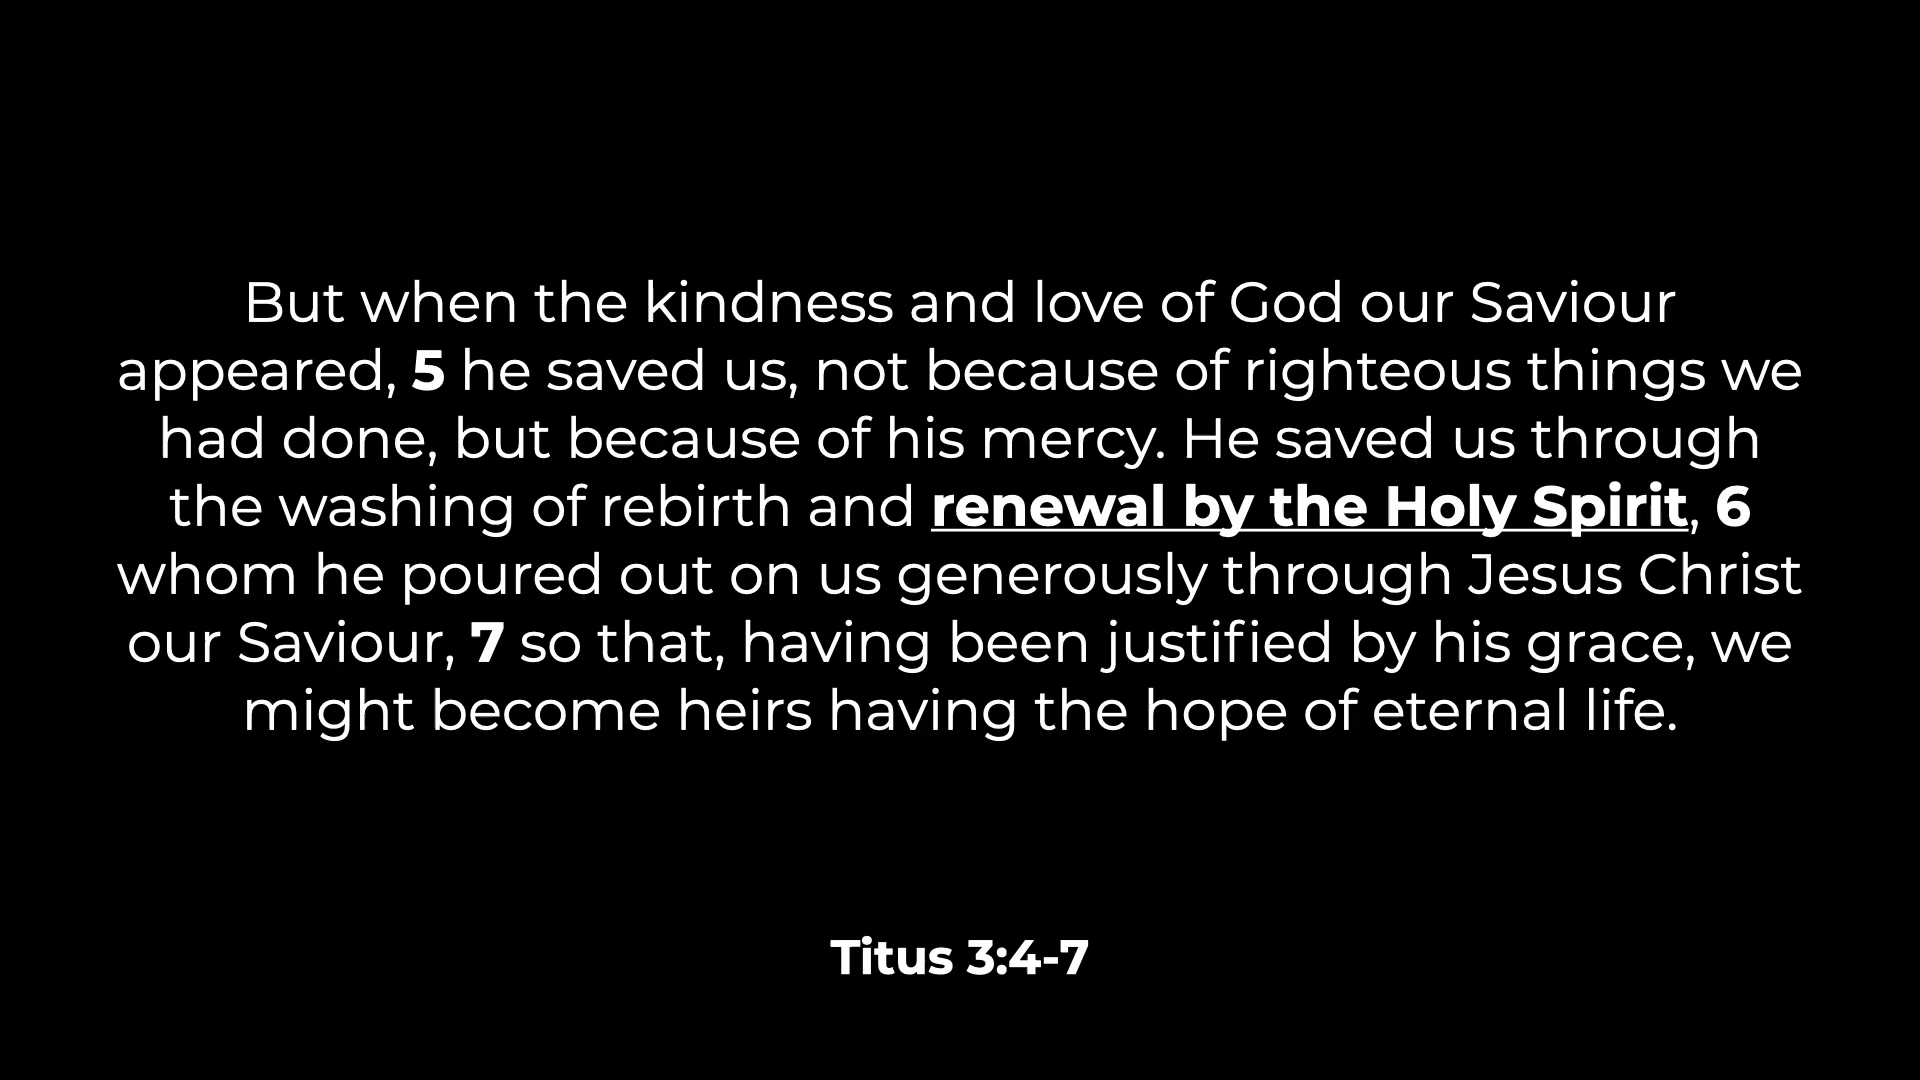 But when the kindness and love of God our Saviour
appeared, 5 he saved us, not because of righteous things we
had done, but because of his mercy. He saved us through
the washing of rebirth and renewal by the Holy Spirit, 6
whom he poured out on us generously through Jesus Christ
our Saviour, 7 so that, having been justified by his grace, we
might become heirs having the hope of eternal life.
Titus 3:4-7